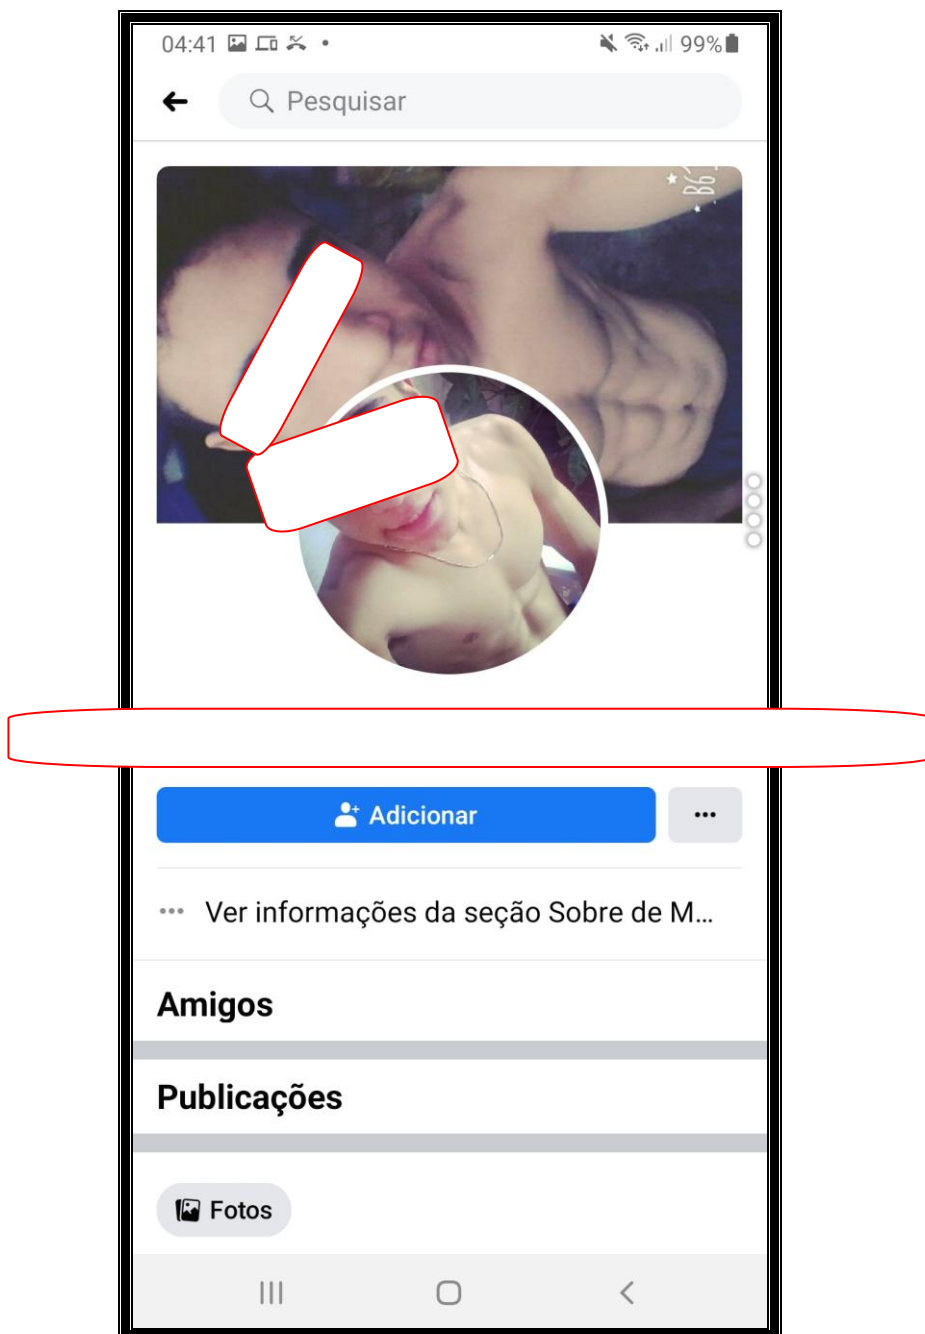 04:41 99%
Pesquisar
Adicionar
Ver informações da seção Sobre de M...
Amigos
Publicações
Fotos